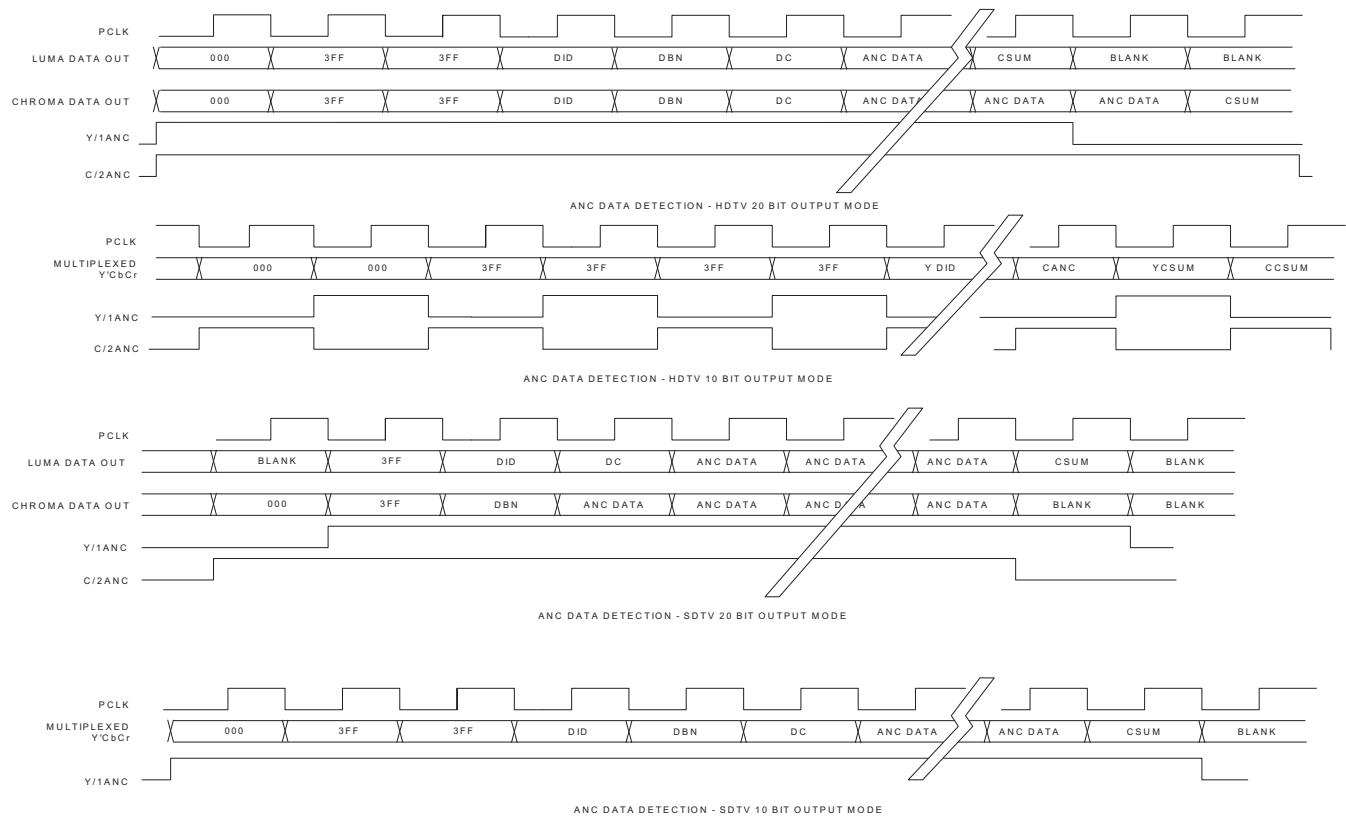 PCLK
LUMA DATA OUT 000 3FF 3FF DID DBN DC ANC DATA CSUM BLANK BLANK
CHROMA DATA OUT 000 3FF 3FF DID DBN DC ANC DATA ANC DATA ANC DATA CSUM
Y/1ANC
C/2ANC
ANC DATA DETECTION - HDTV 20 BIT OUTPUT MODE
PCLK
MULTIPLEXED
Y'CbCr 000 000 3FF 3FF 3FF 3FF Y DID CANC YCSUM CCSUM
Y/1ANC
C/2ANC
ANC DATA DETECTION - HDTV 10 BIT OUTPUT MODE
PCLK
LUMA DATA OUT BLANK 3FF DID DC ANC DATA ANC DATA ANC DATA CSUM BLANK
CHROMA DATA OUT 000 3FF DBN ANC DATA ANC DATA ANC DATA ANC DATA BLANK BLANK
Y/1ANC
C/2ANC
ANC DATA DETECTION - SDTV 20 BIT OUTPUT MODE
PCLK
MULTIPLEXED
Y'CbCr 000 3FF 3FF DID DBN DC ANC DATA ANC DATA CSUM BLANK
Y/1ANC
ANC DATA DETECTION - SDTV 10 BIT OUTPUT MODE